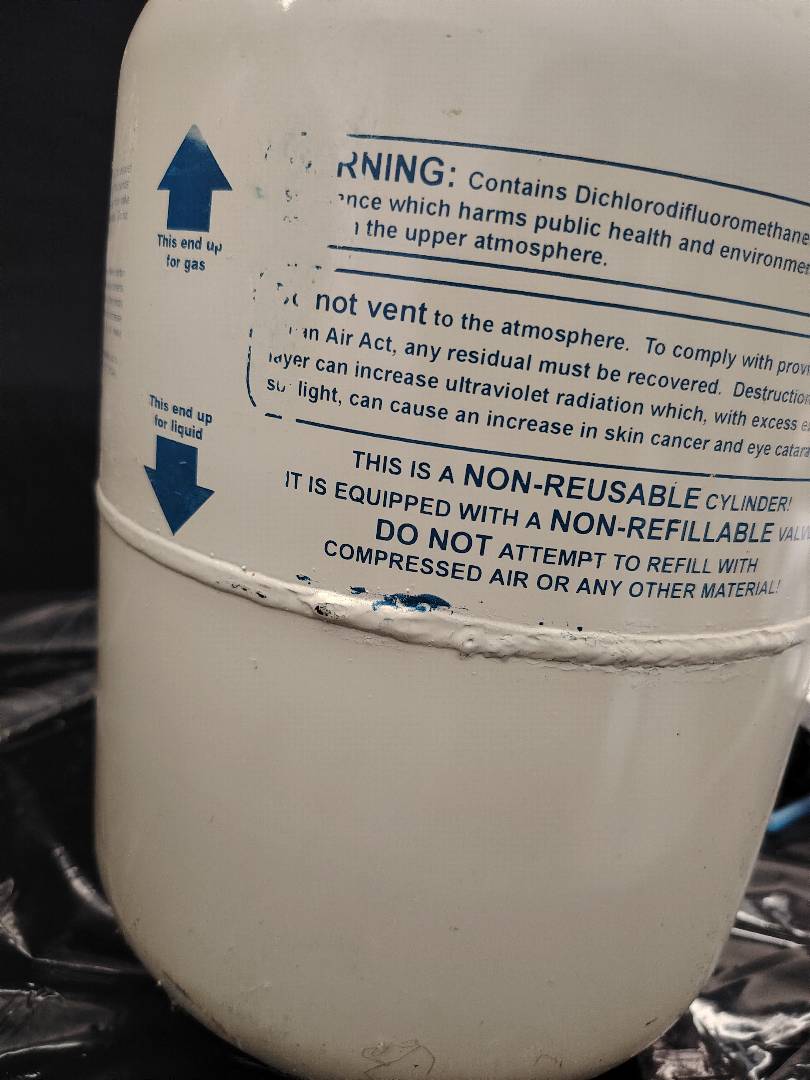 This end up
for gas
RNING: Contains Dichlorodifluoromethane
nce which harms public health and environmen
the upper atmosphere.
not vent to the atmosphere. To comply with provi
an Air Act, any residual must be recovered. Destruction
layer can increase ultraviolet radiation which, with excess e
light, can cause an increase in skin cancer and eye catara
This end up
for liquid
THIS IS A NON-REUSABLE CYLINDER!
IT IS EQUIPPED WITH A NON-REFILLABLE VALV
DO NOT ATTEMPT TO REFILL WITH
COMPRESSED AIR OR ANY OTHER MATERIAL!